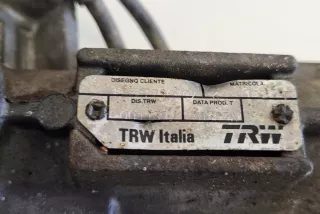 DISEGNO CLIENTE MATRICOLA
DIS.TRW DATA PROD. T
TRW Italia TRW